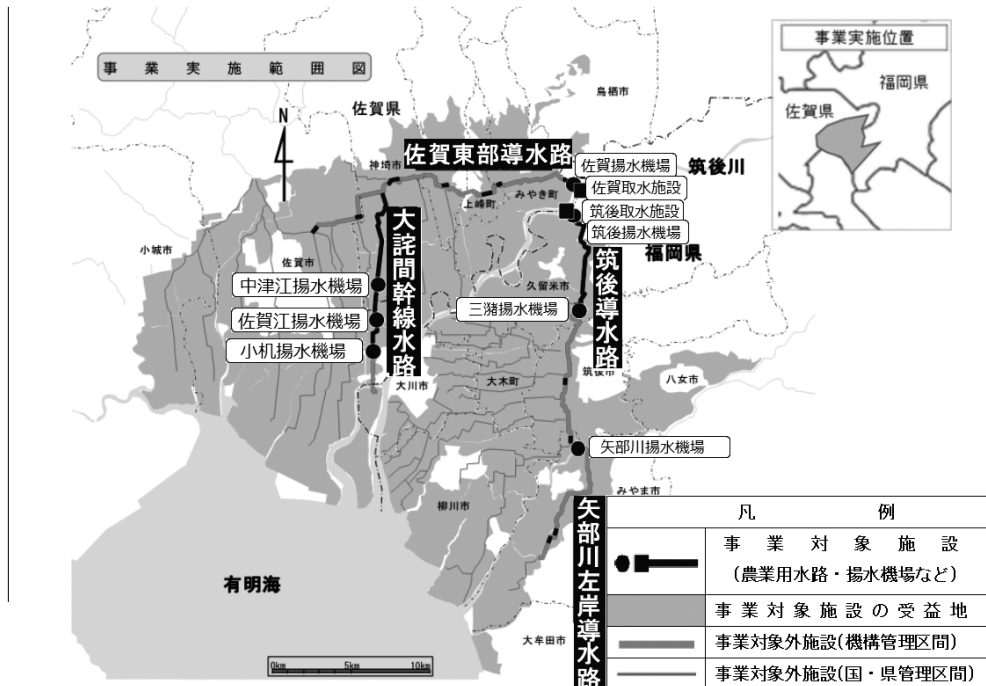 事業実施範囲図
事業実施位置
福岡県
佐賀県
N
佐賀県
鳥栖市
神埼市
佐賀東部導水路
上峰町
みやき町
佐賀揚水機場
佐賀取水施設
筑後取水施設
筑後揚水機場
筑後川
福岡県
小城市
佐賀市
大詫間幹線水路
久留米市
筑後導水路
中津江揚水機場
佐賀江揚水機場
小机揚水機場
三潴揚水機場
大川市
大木町
筑後市
八女市
矢部川揚水機場
みやま市
柳川市
矢部川左岸導水路
有明海
大牟田市
0km 5km 10km
凡例
事業対象施設
(農業用水路・揚水機場など)
事業対象施設の受益地
事業対象外施設(機構管理区間)
事業対象外施設(国・県管理区間)